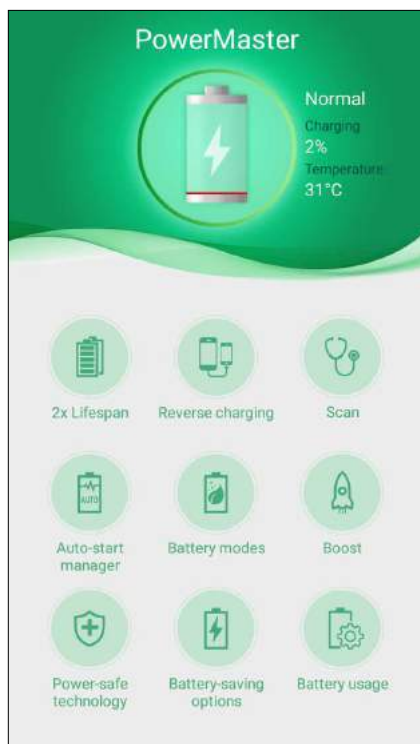 PowerMaster
Normal
Charging
2%
Temperature:
31°C
2x Lifespan
Reverse charging
Scan
AUTO
Auto-start
manager
Battery modes
Boost
Power-safe
technology
Battery-saving
options
Battery usage